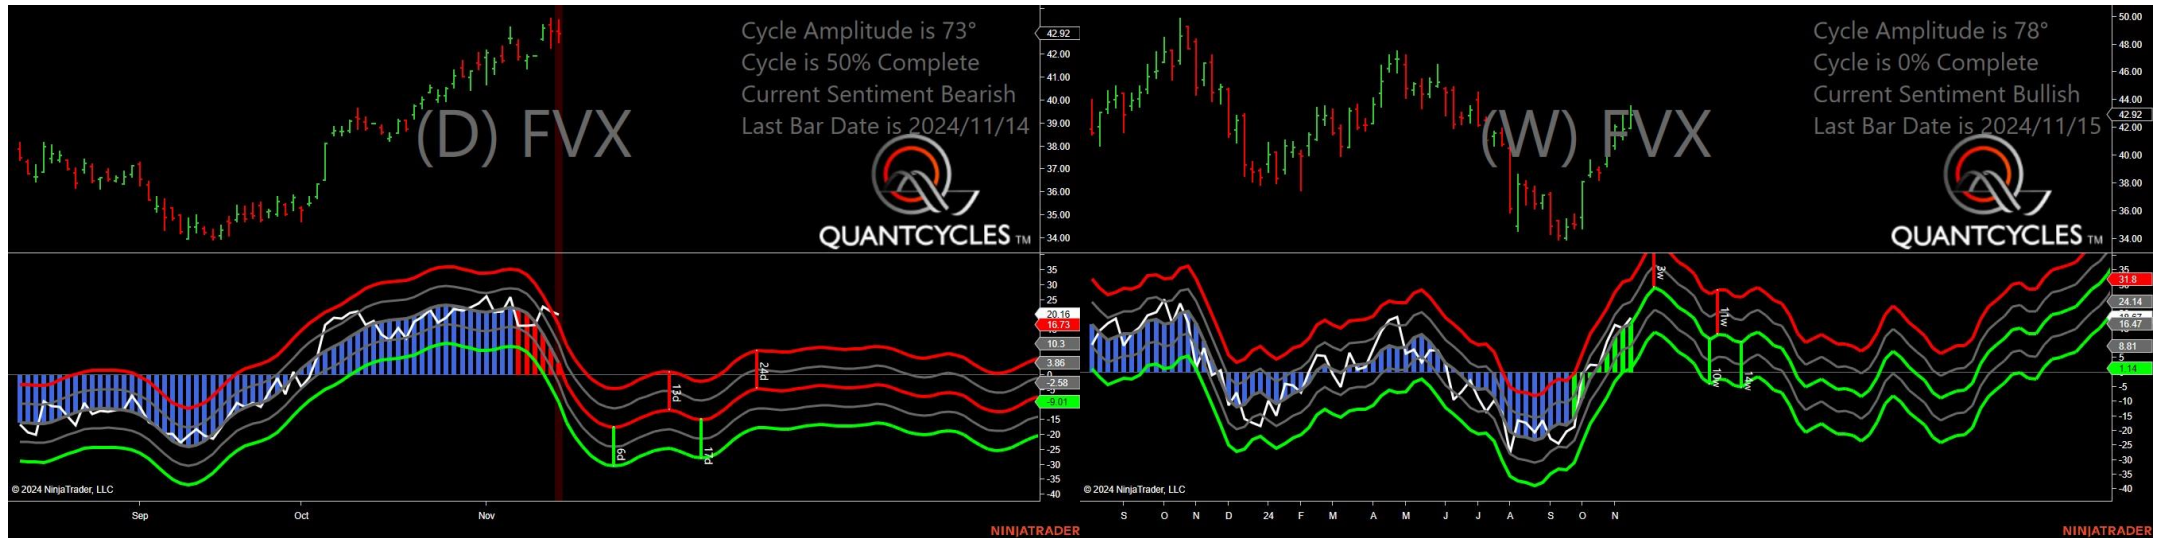 Cycle Amplitude is 73°
Cycle is 50% Complete
Current Sentiment Bearish
Last Bar Date is 2024/11/14
(D) FVX
QUANTCYCLES TM
42.92
42.00
41.00
40.00
39.00
38.00
37.00
36.00
35.00
34.00
35
30
25
20.16
16.73
10.3
3.86
0
-2.58
-9.01
-15
-20
-25
-30
-35
-40
6d
13d
17d
24d
© 2024 NinjaTrader, LLC
Sep
Oct
Nov
NINJATRADER
Cycle Amplitude is 78°
Cycle is 0% Complete
Current Sentiment Bullish
Last Bar Date is 2024/11/15
(W) FVX
QUANTCYCLES TM
50.00
48.00
46.00
44.00
42.92
42.00
40.00
38.00
36.00
34.00
35
31.8
24.14
16.47
8.81
5
1.14
-5
-10
-15
-20
-25
-30
-35
-40
3w
11w
10w
14w
© 2024 NinjaTrader, LLC
S
O
N
D
24
F
M
A
M
J
J
A
S
O
N
NINJATRADER